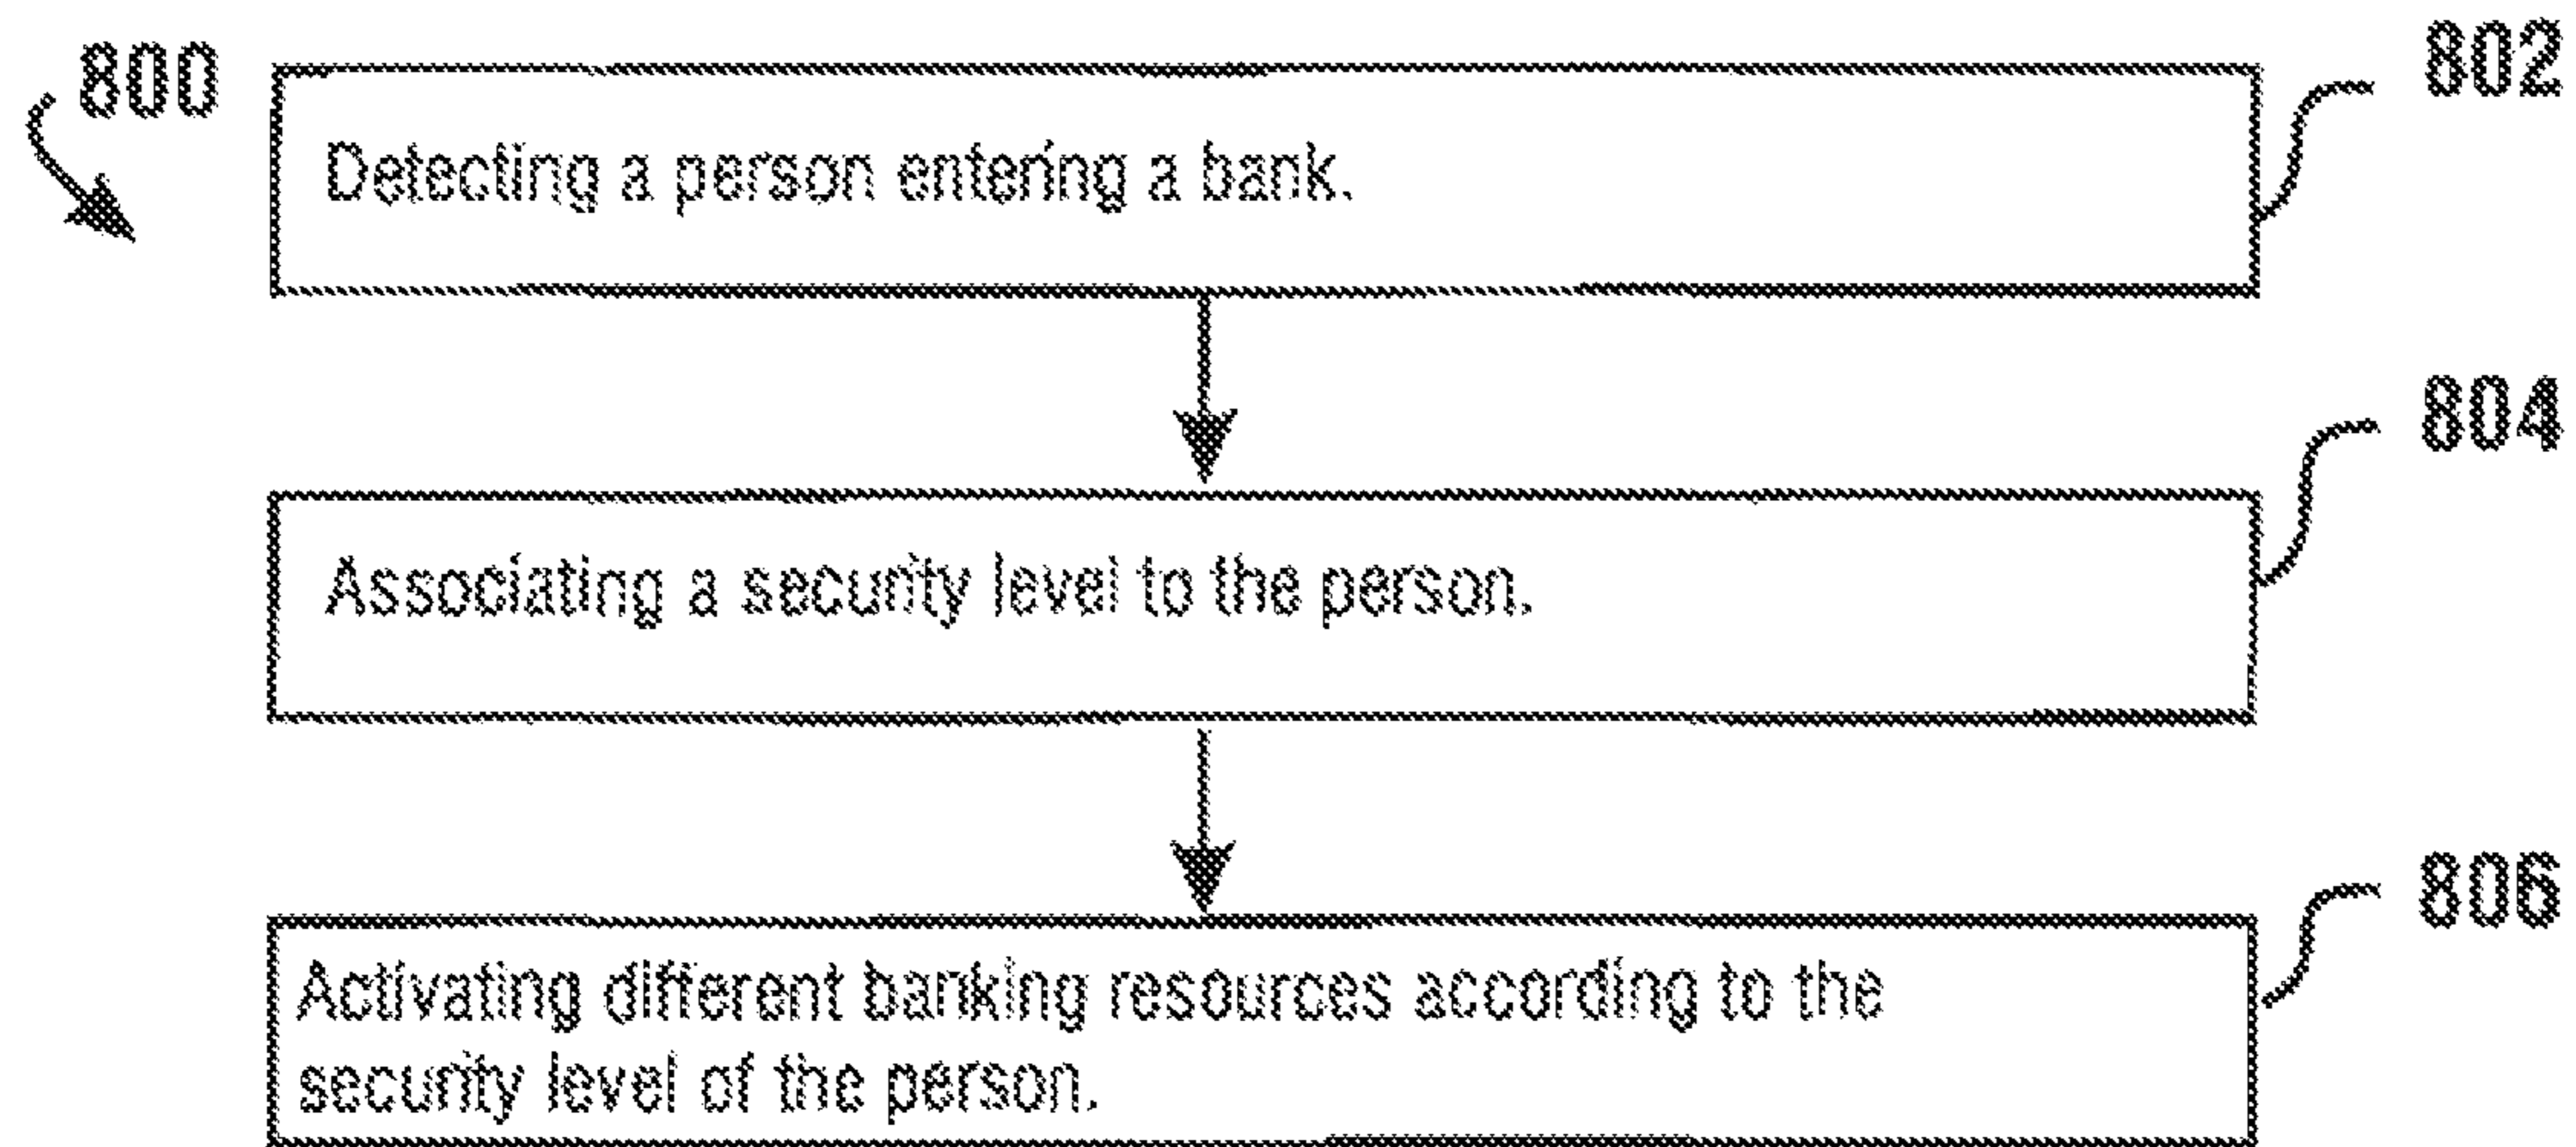 800
802
Detecting a person entering a bank.
804
Associating a security level to the person.
806
Activating different banking resources according to the
security level of the person.